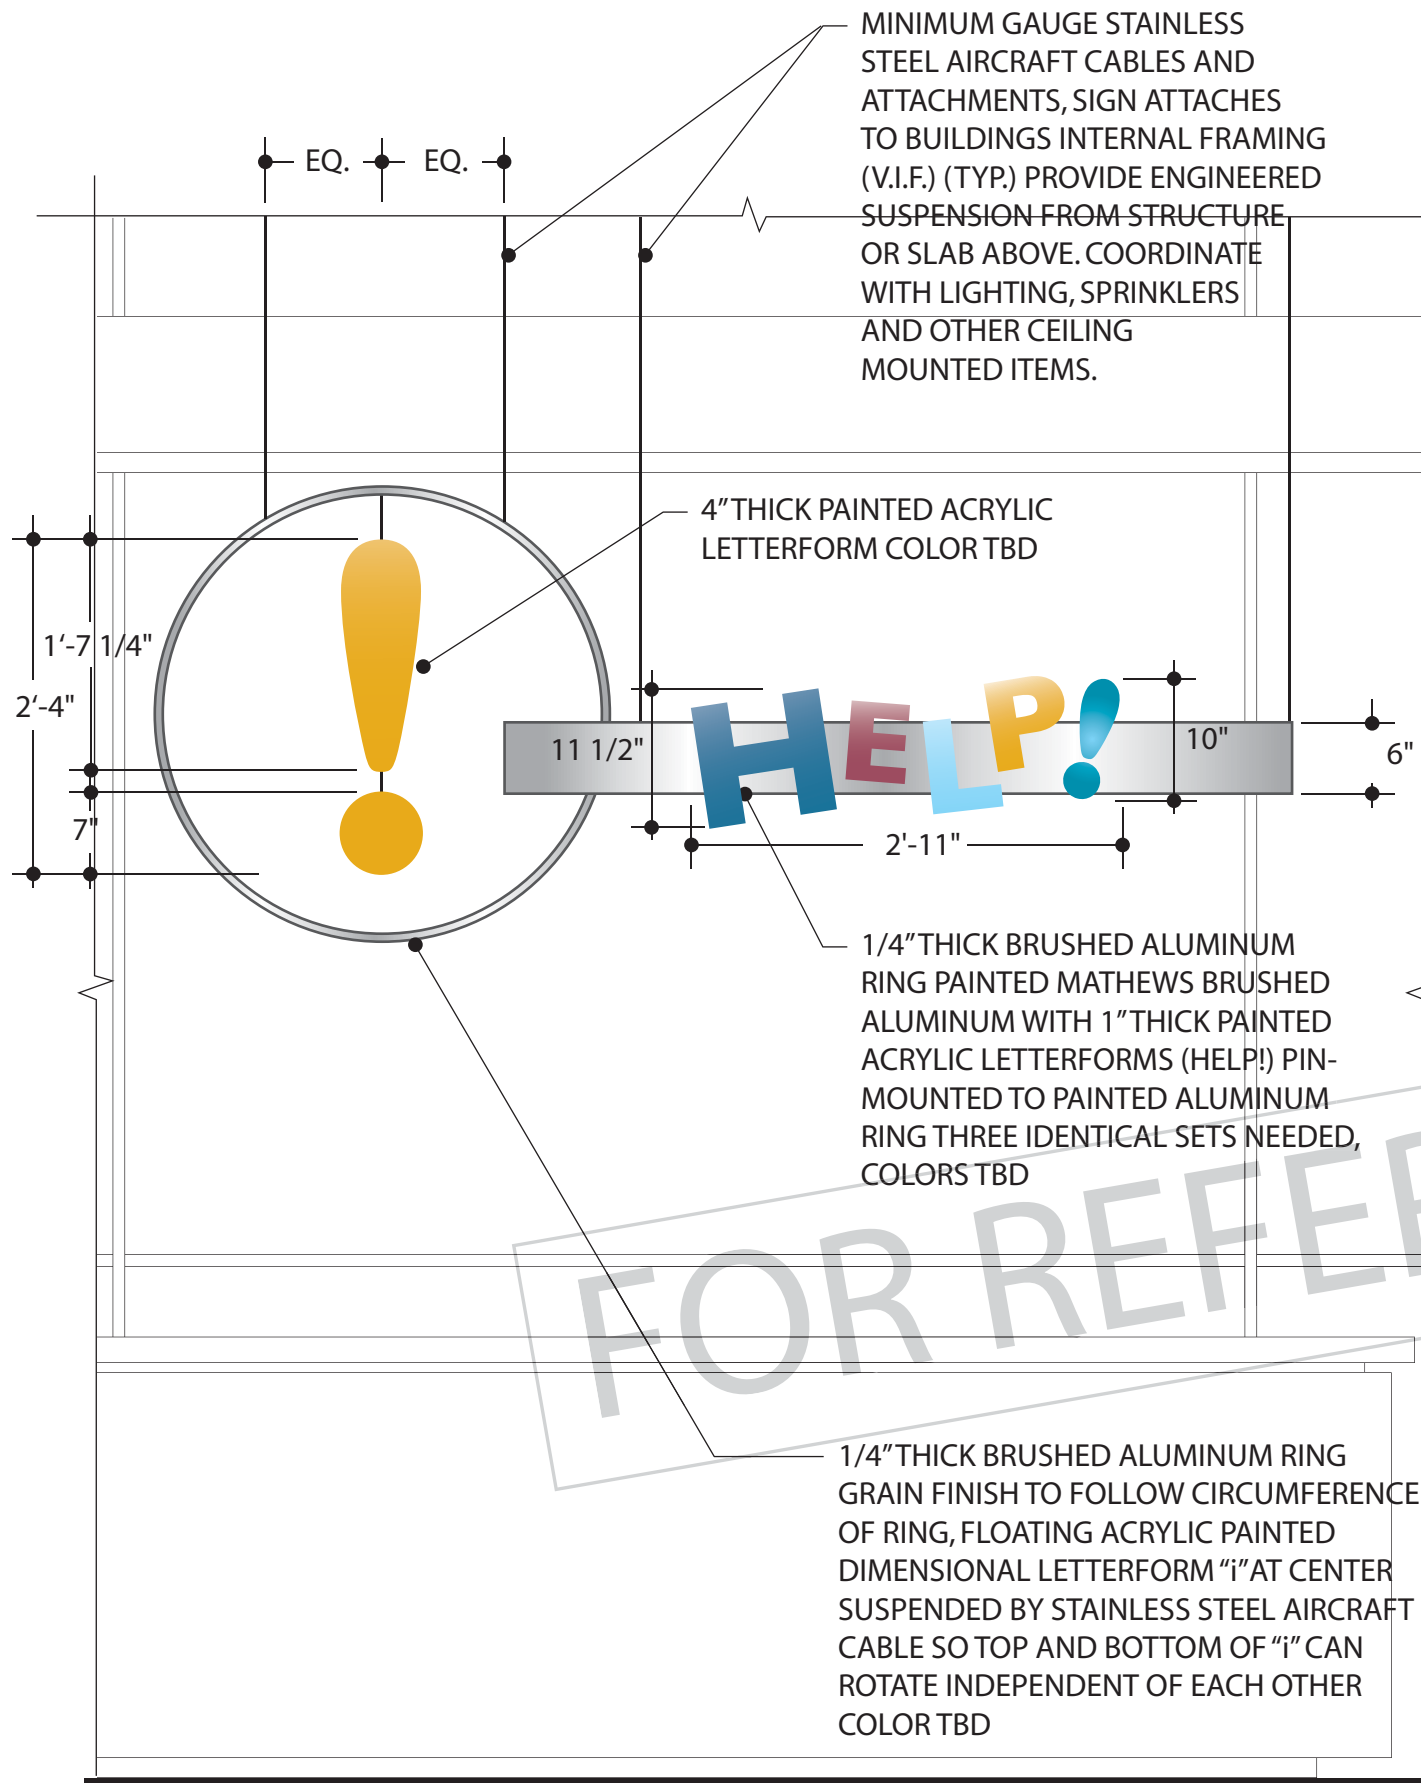 MINIMUM GAUGE STAINLESS
STEEL AIRCRAFT CABLES AND
ATTACHMENTS, SIGN ATTACHES
TO BUILDINGS INTERNAL FRAMING
(V.I.F.) (TYP.) PROVIDE ENGINEERED
SUSPENSION FROM STRUCTURE
OR SLAB ABOVE. COORDINATE
WITH LIGHTING, SPRINKLERS
AND OTHER CEILING
MOUNTED ITEMS.
EQ. EQ.
4" THICK PAINTED ACRYLIC
LETTERFORM COLOR TBD
1'-7 1/4"
2'-4"
7"
!
HELP!
11 1/2"
10"
6"
2'-11"
1/4" THICK BRUSHED ALUMINUM
RING PAINTED MATHEWS BRUSHED
ALUMINUM WITH 1" THICK PAINTED
ACRYLIC LETTERFORMS (HELP!) PIN-
MOUNTED TO PAINTED ALUMINUM
RING THREE IDENTICAL SETS NEEDED,
COLORS TBD
FOR REFER
1/4" THICK BRUSHED ALUMINUM RING
GRAIN FINISH TO FOLLOW CIRCUMFERENCE
OF RING, FLOATING ACRYLIC PAINTED
DIMENSIONAL LETTERFORM “i” AT CENTER
SUSPENDED BY STAINLESS STEEL AIRCRAFT
CABLE SO TOP AND BOTTOM OF “i” CAN
ROTATE INDEPENDENT OF EACH OTHER
COLOR TBD